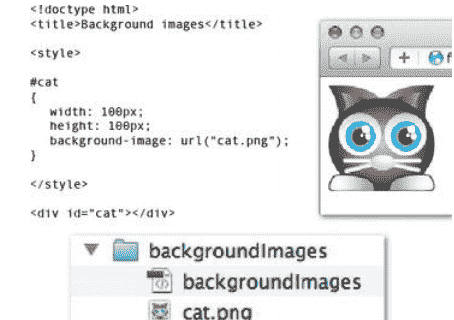 <!doctype html>
<title>Background images</title>
<style>
#cat
{
width: 100px;
height: 100px;
background-image: url("cat.png");
}
</style>
<div id="cat"></div>
backgroundImages
backgroundImages
cat.png